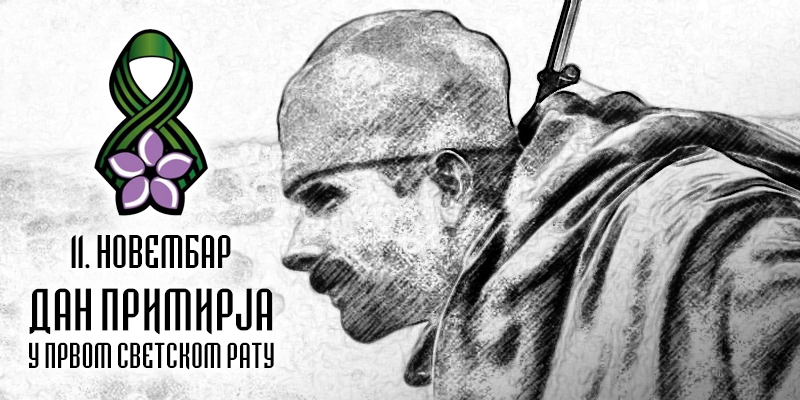 11. НОВЕМБАР
ДАН ПРИМИРЈА
У ПРВОМ СВЕТСКОМ РАТУ